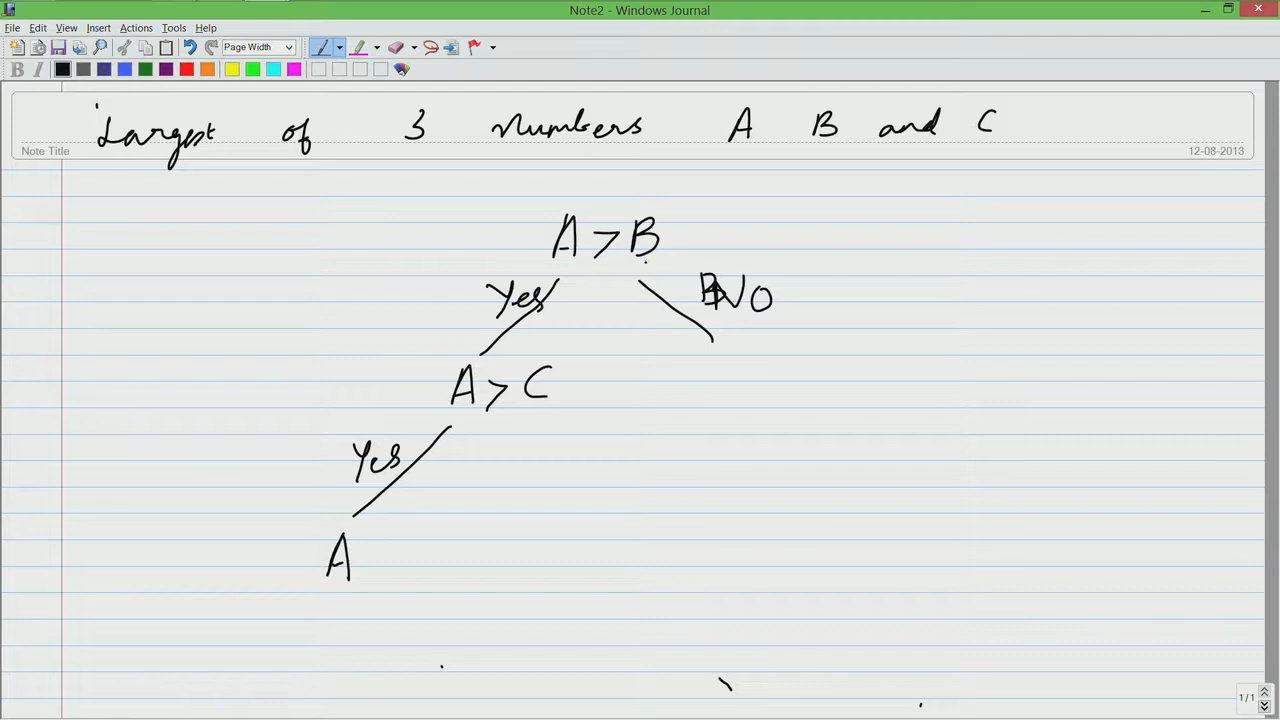 Note2 - Windows Journal
File Edit View Insert Actions Tools Help
Page Width
B I
Largest of 3 Numbers A B and C
Note Title 12-08-2013
A > B
Yes NO
A > C
Yes
A
1/1